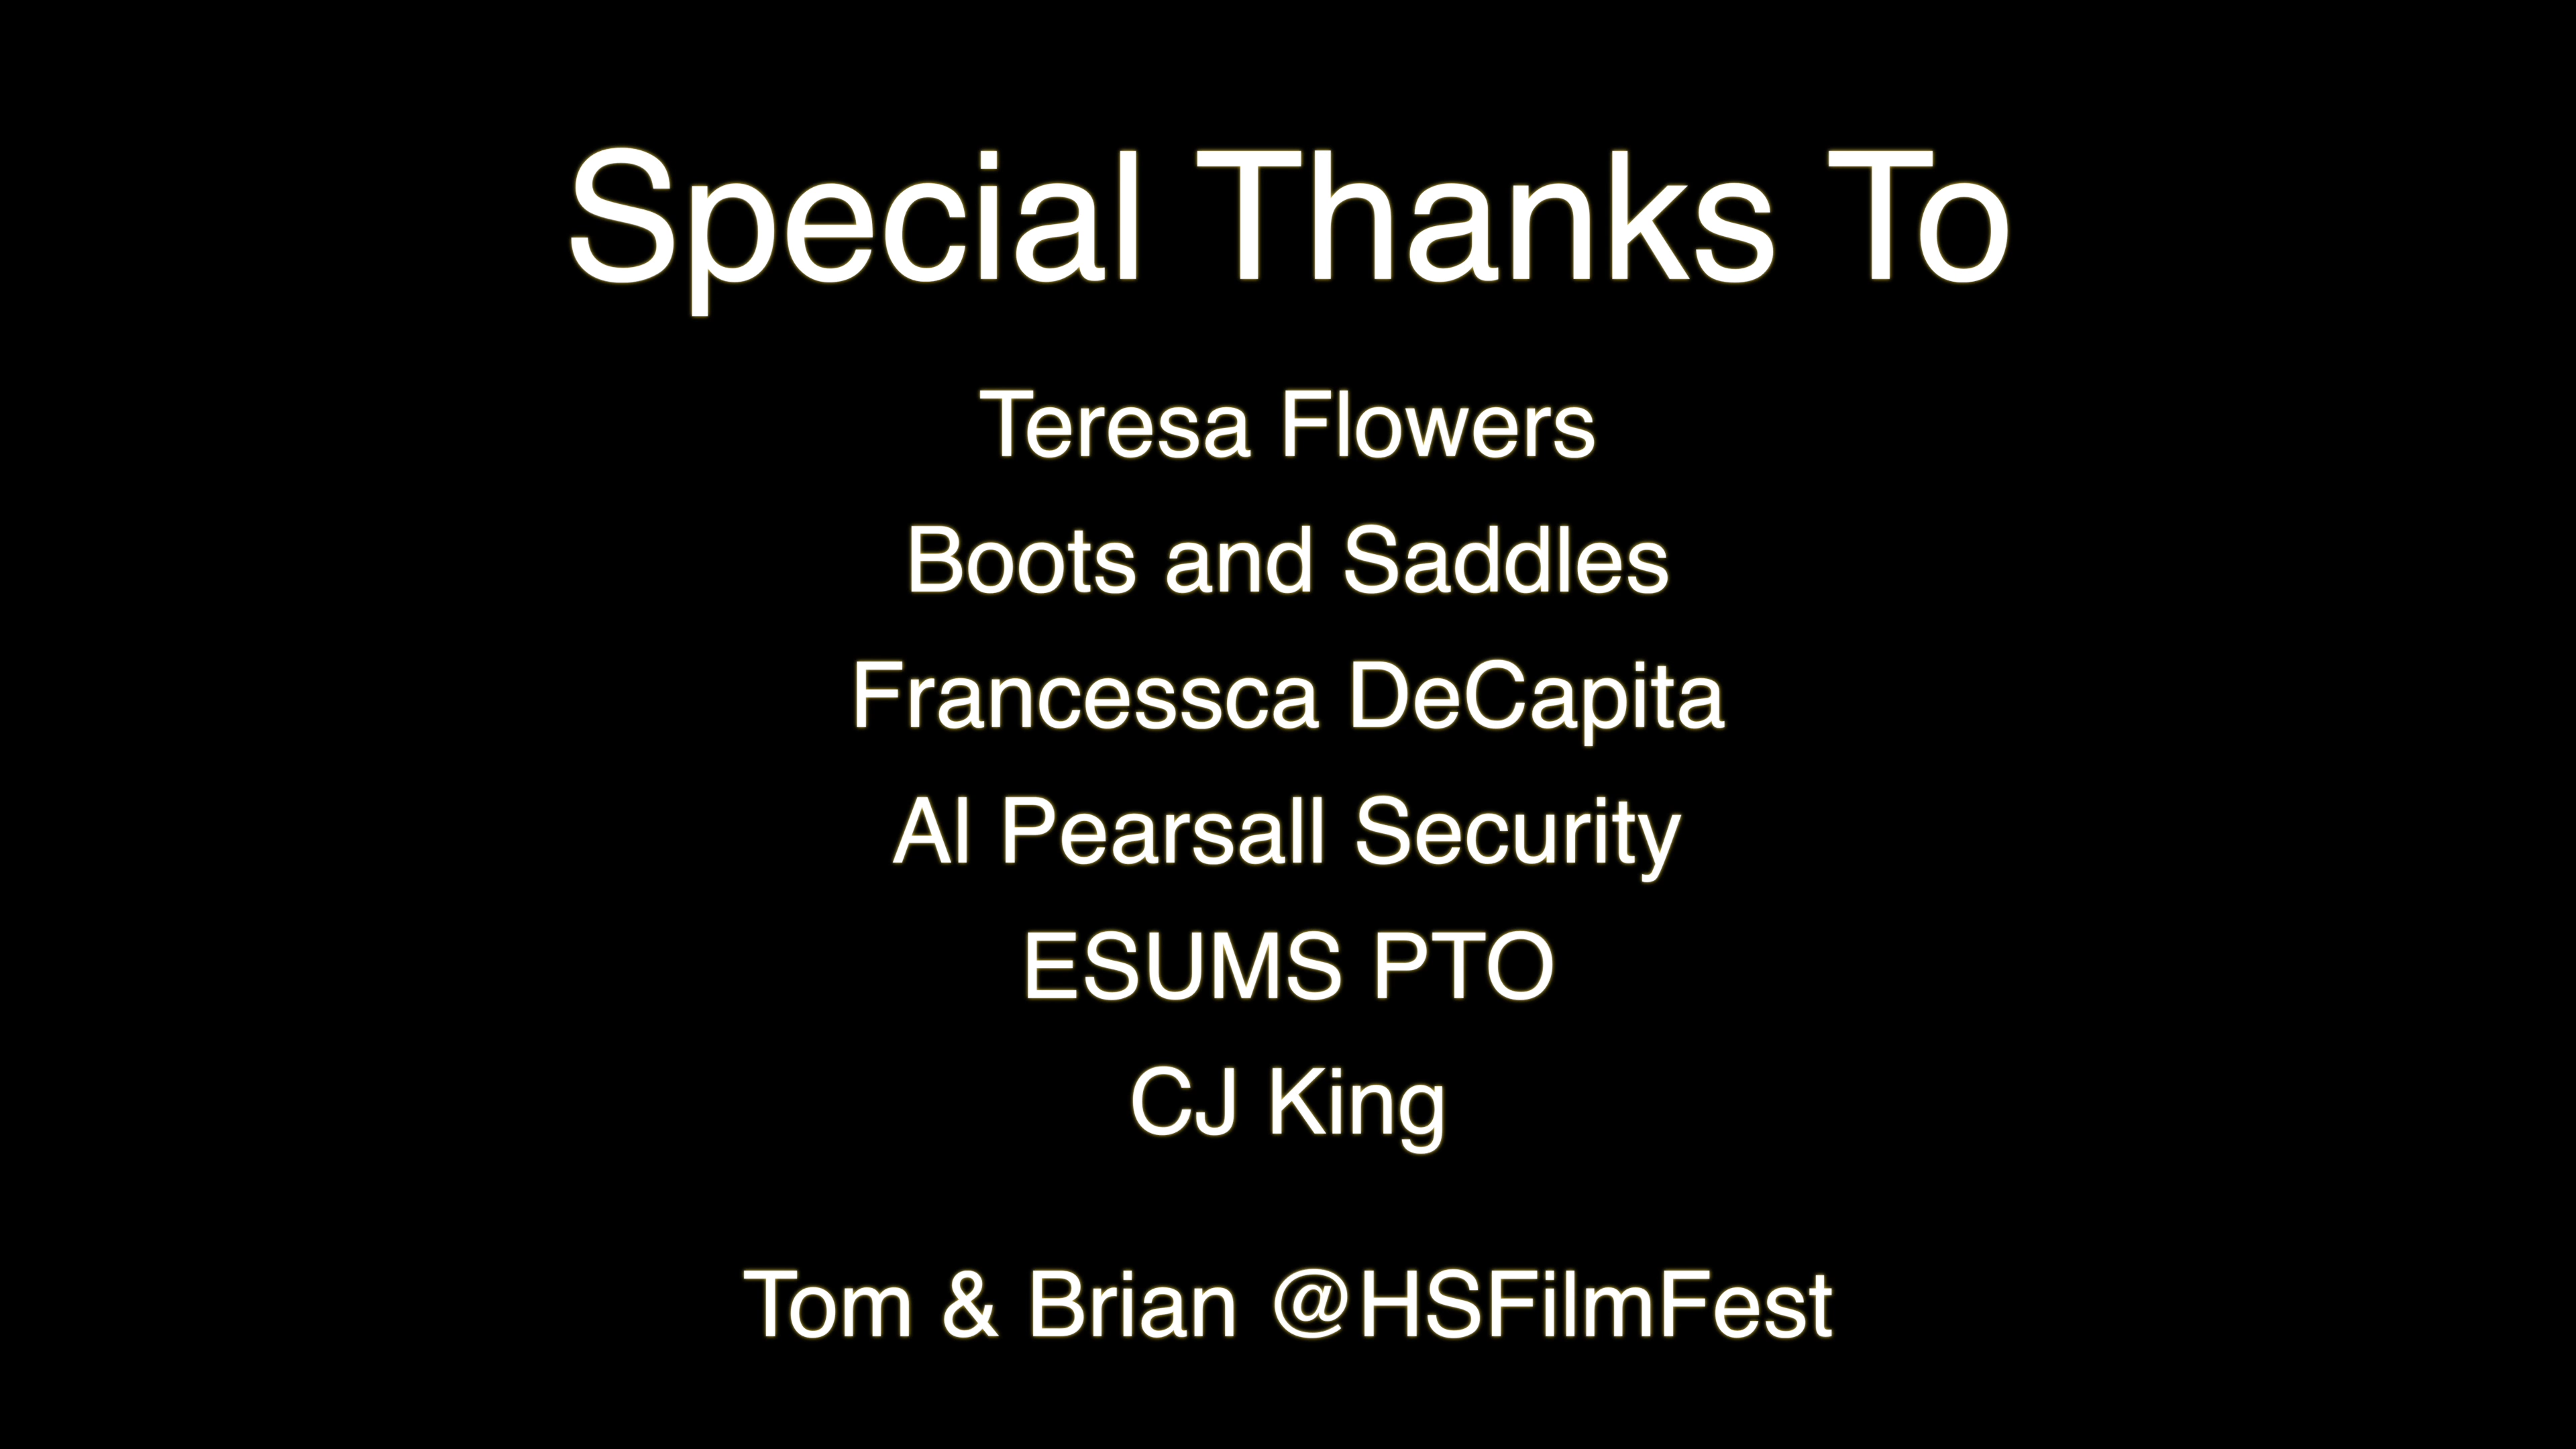 Special Thanks To
Teresa Flowers
Boots and Saddles
Francessca DeCapita
Al Pearsall Security
ESUMS PTO
CJ King
Tom & Brian @HSFilmFest